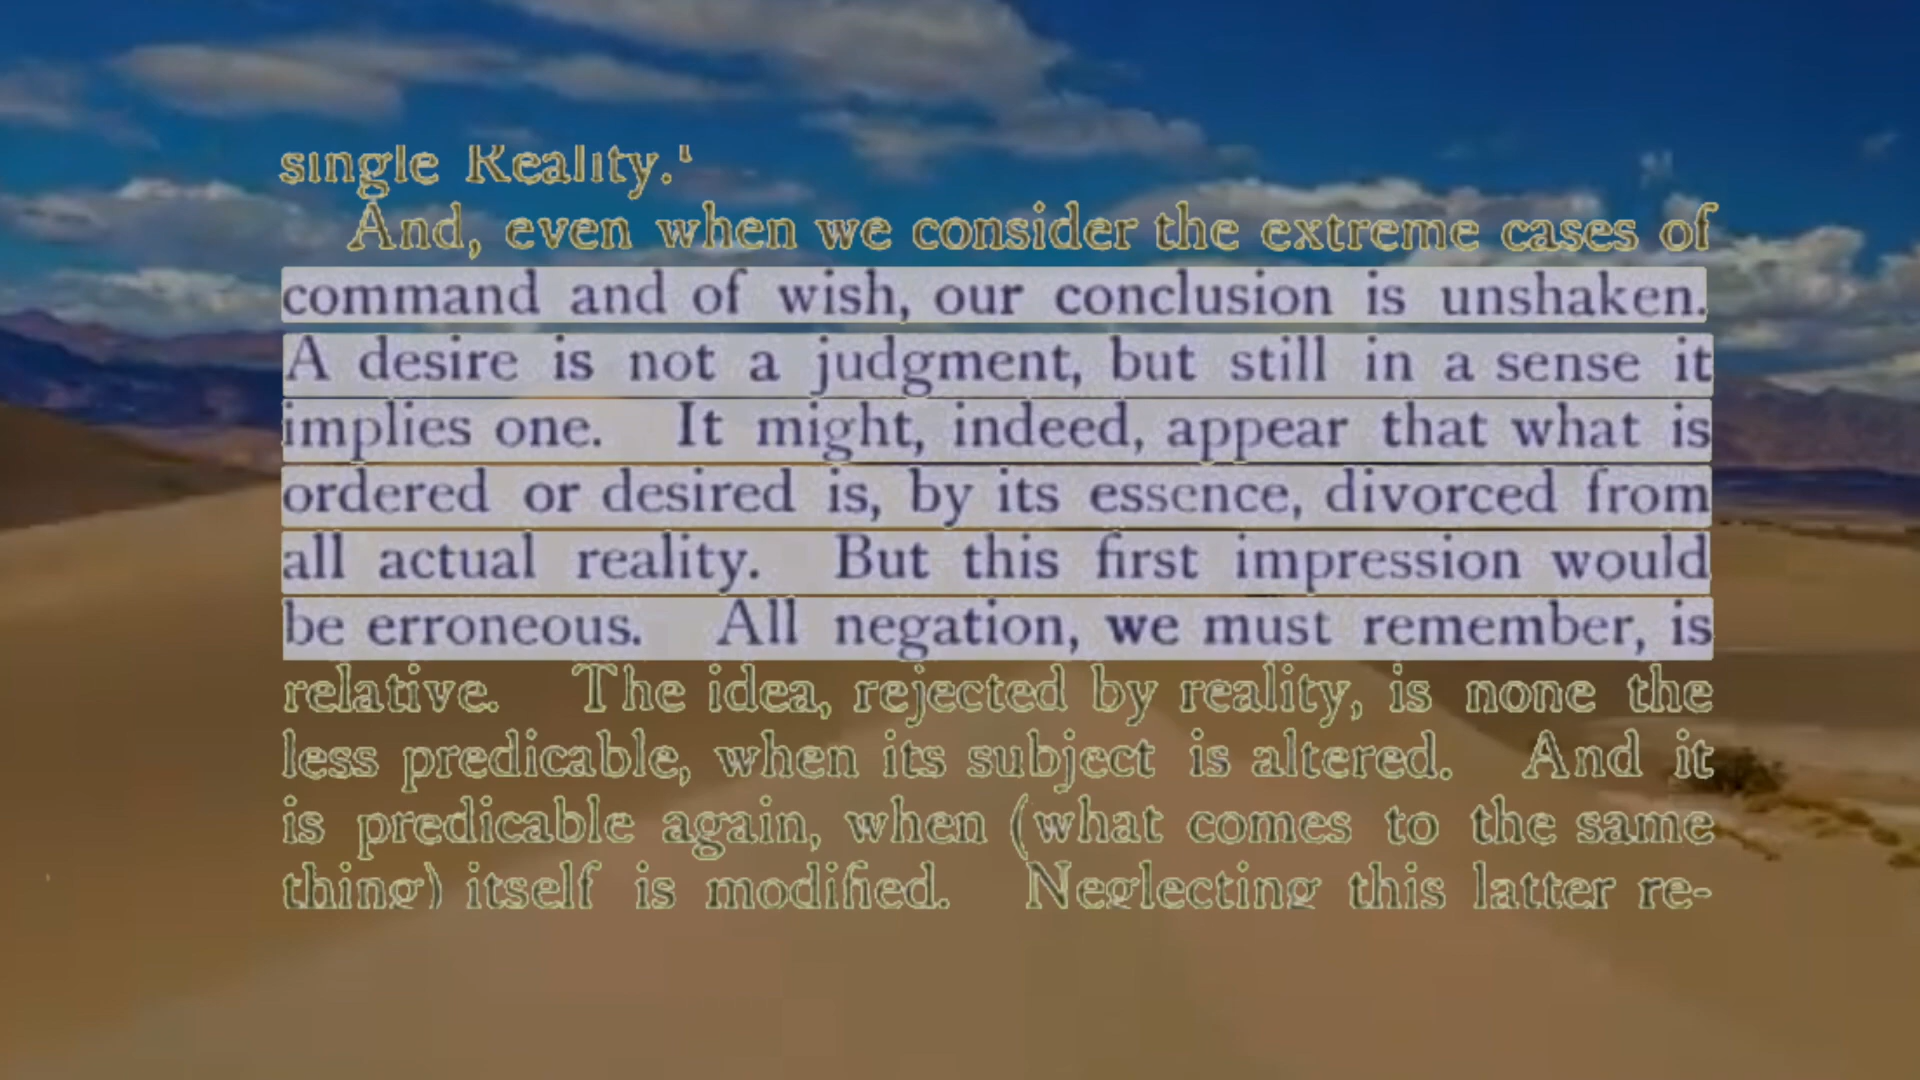 single Reality.¹
And, even when we consider the extreme cases of
command and of wish, our conclusion is unshaken.
A desire is not a judgment, but still in a sense it
implies one. It might, indeed, appear that what is
ordered or desired is, by its essence, divorced from
all actual reality. But this first impression would
be erroneous. All negation, we must remember, is
relative. The idea, rejected by reality, is none the
less predicable, when its subject is altered. And it
is predicable again, when (what comes to the same
thing) itself is modified. Neglecting this latter re-